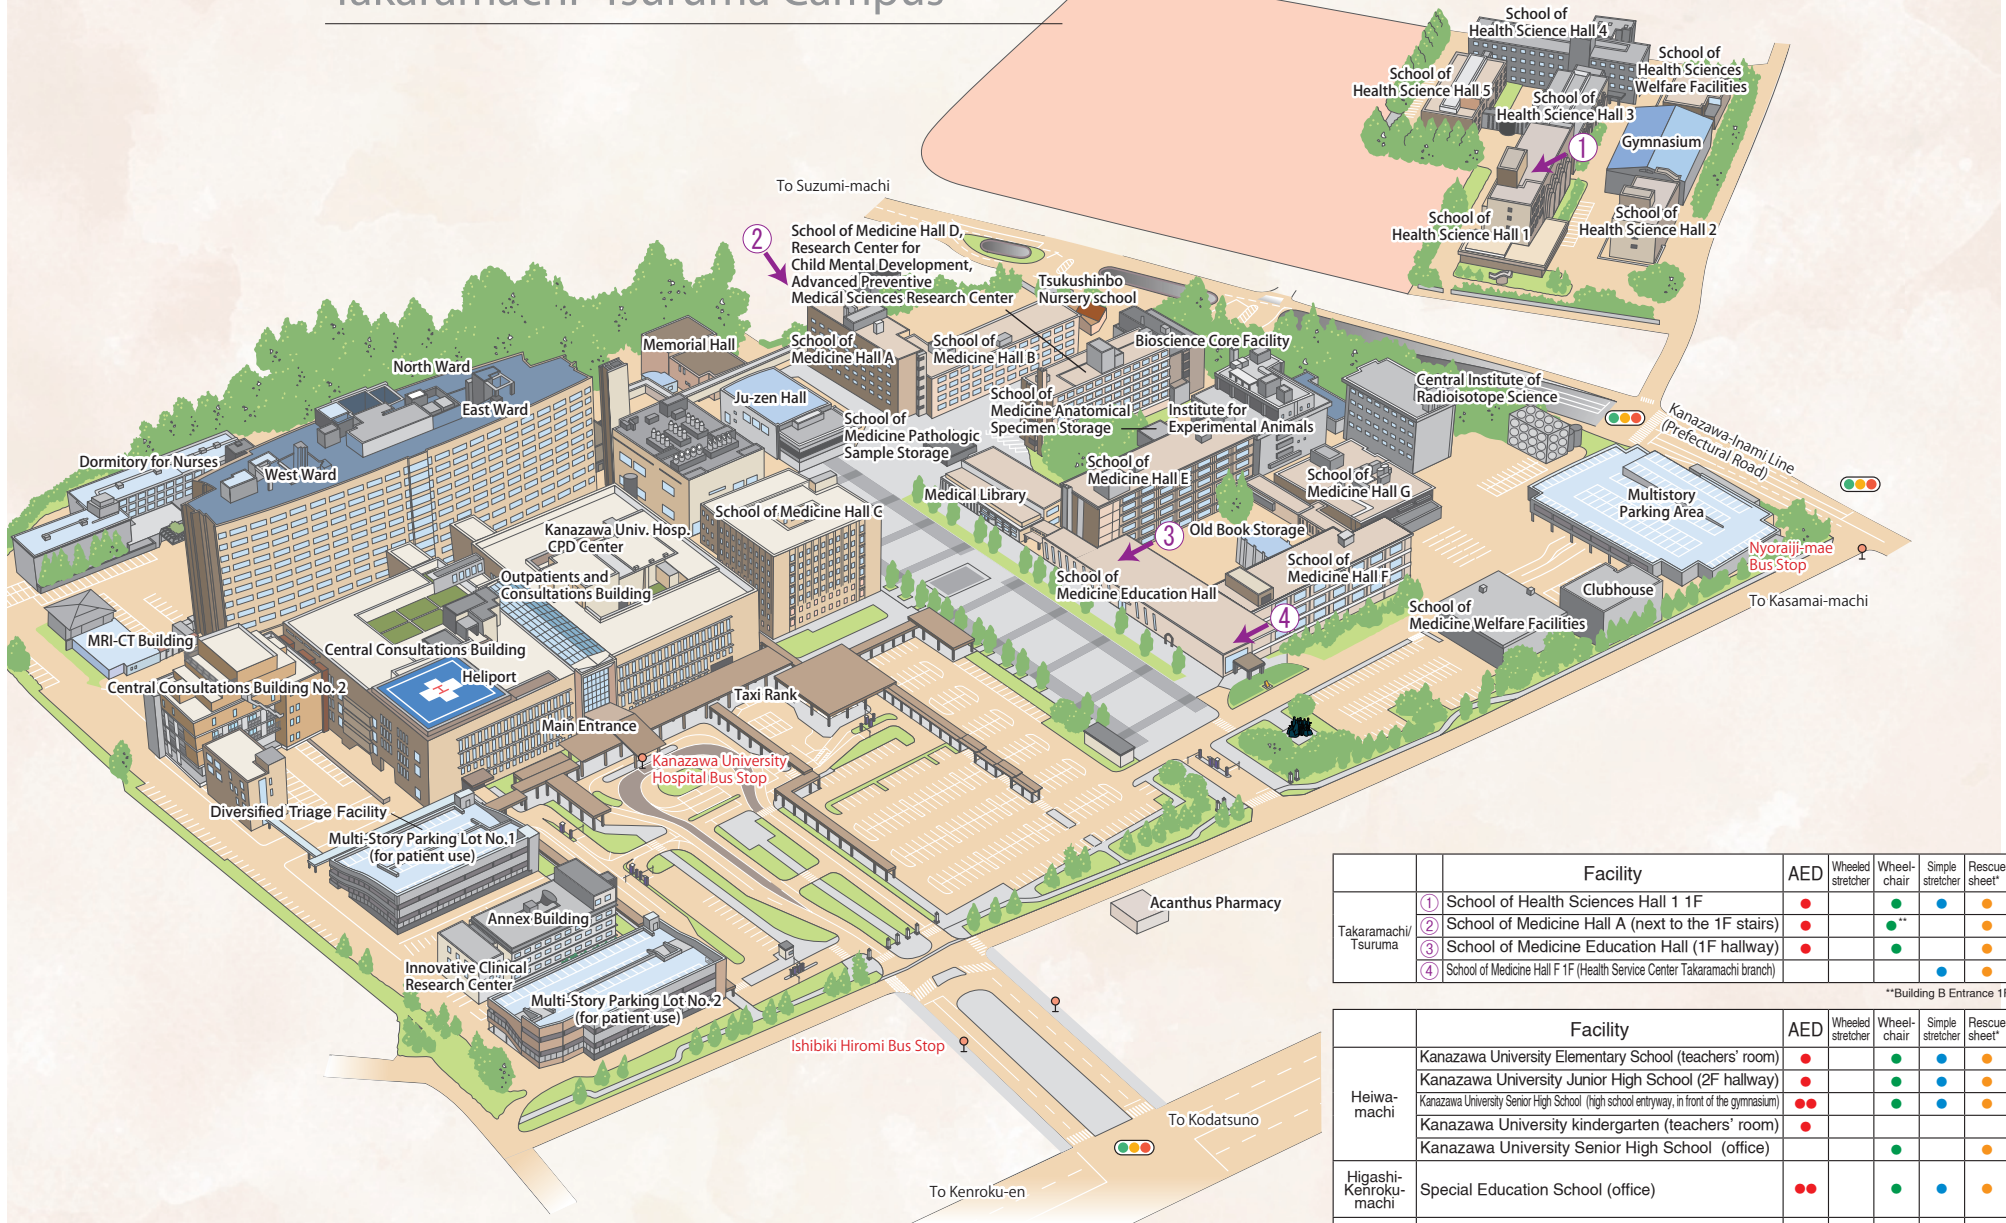 Takaramachi-Tsuruma Campus
School of
Health Science Hall 4
School of
Health Sciences
Welfare Facilities
School of
Health Science Hall 5
School of
Health Science Hall 3
Gymnasium
1
School of
Health Science Hall 1
School of
Health Science Hall 2
To Suzumi-machi
2
School of Medicine Hall D,
Research Center for
Child Mental Development,
Advanced Preventive
Medical Sciences Research Center
Tsukushinbo
Nursery school
Memorial Hall
School of
Medicine Hall A
School of
Medicine Hall B
Bioscience Core Facility
North Ward
East Ward
West Ward
Dormitory for Nurses
Ju-zen Hall
School of
Medicine Pathologic
Sample Storage
School of
Medicine Anatomical
Specimen Storage
Institute for
Experimental Animals
Central Institute of
Radioisotope Science
Kanazawa-Inami Line
(Prefectural Road)
School of
Medicine Hall E
School of
Medicine Hall G
Medical Library
Multistory
Parking Area
School of Medicine Hall C
Kanazawa Univ. Hosp.
CPD Center
3
Old Book Storage
School of
Medicine Hall F
Nyoraiji-mae
Bus Stop
Outpatients and
Consultations Building
School of
Medicine Education Hall
Clubhouse
To Kasamai-machi
School of
Medicine Welfare Facilities
4
MRI-CT Building
Central Consultations Building
Heliport
H
Central Consultations Building No. 2
Taxi Rank
Main Entrance
Kanazawa University
Hospital Bus Stop
Diversified Triage Facility
Multi-Story Parking Lot No.1
(for patient use)
Annex Building
Acanthus Pharmacy
Innovative Clinical
Research Center
Multi-Story Parking Lot No. 2
(for patient use)
Ishibiki Hiromi Bus Stop
To Kodatsuno
To Kenroku-en
Facility AED Wheeled stretcher Wheel-chair Simple stretcher Rescue sheet*
Takaramachi/
Tsuruma
1 School of Health Sciences Hall 1 1F ● ● ● ●
2 School of Medicine Hall A (next to the 1F stairs) ● ●** ●
3 School of Medicine Education Hall (1F hallway) ● ● ●
4 School of Medicine Hall F 1F (Health Service Center Takaramachi branch) ● ●
**Building B Entrance 1F
Facility AED Wheeled stretcher Wheel-chair Simple stretcher Rescue sheet*
Heiwa-
machi
Kanazawa University Elementary School (teachers' room) ● ● ● ●
Kanazawa University Junior High School (2F hallway) ● ● ● ●
Kanazawa University Senior High School (high school entryway, in front of the gymnasium) ●● ● ● ●
Kanazawa University kindergarten (teachers' room) ●
Kanazawa University Senior High School (office) ● ●
Higashi-
Kenroku-
machi
Special Education School (office) ●● ● ● ●